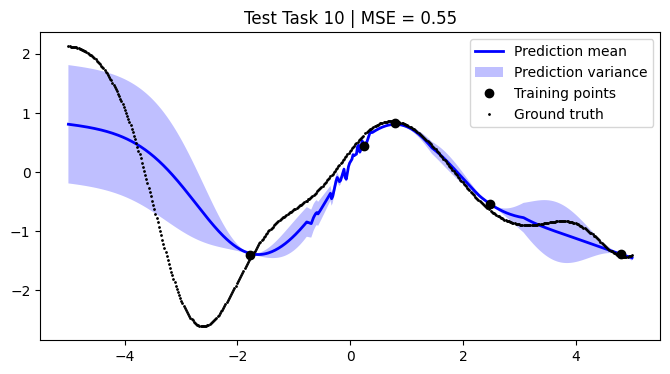 Test Task 10 | MSE = 0.55
Prediction mean
Prediction variance
Training points
Ground truth
2
1
0
−1
−2
−4
−2
0
2
4